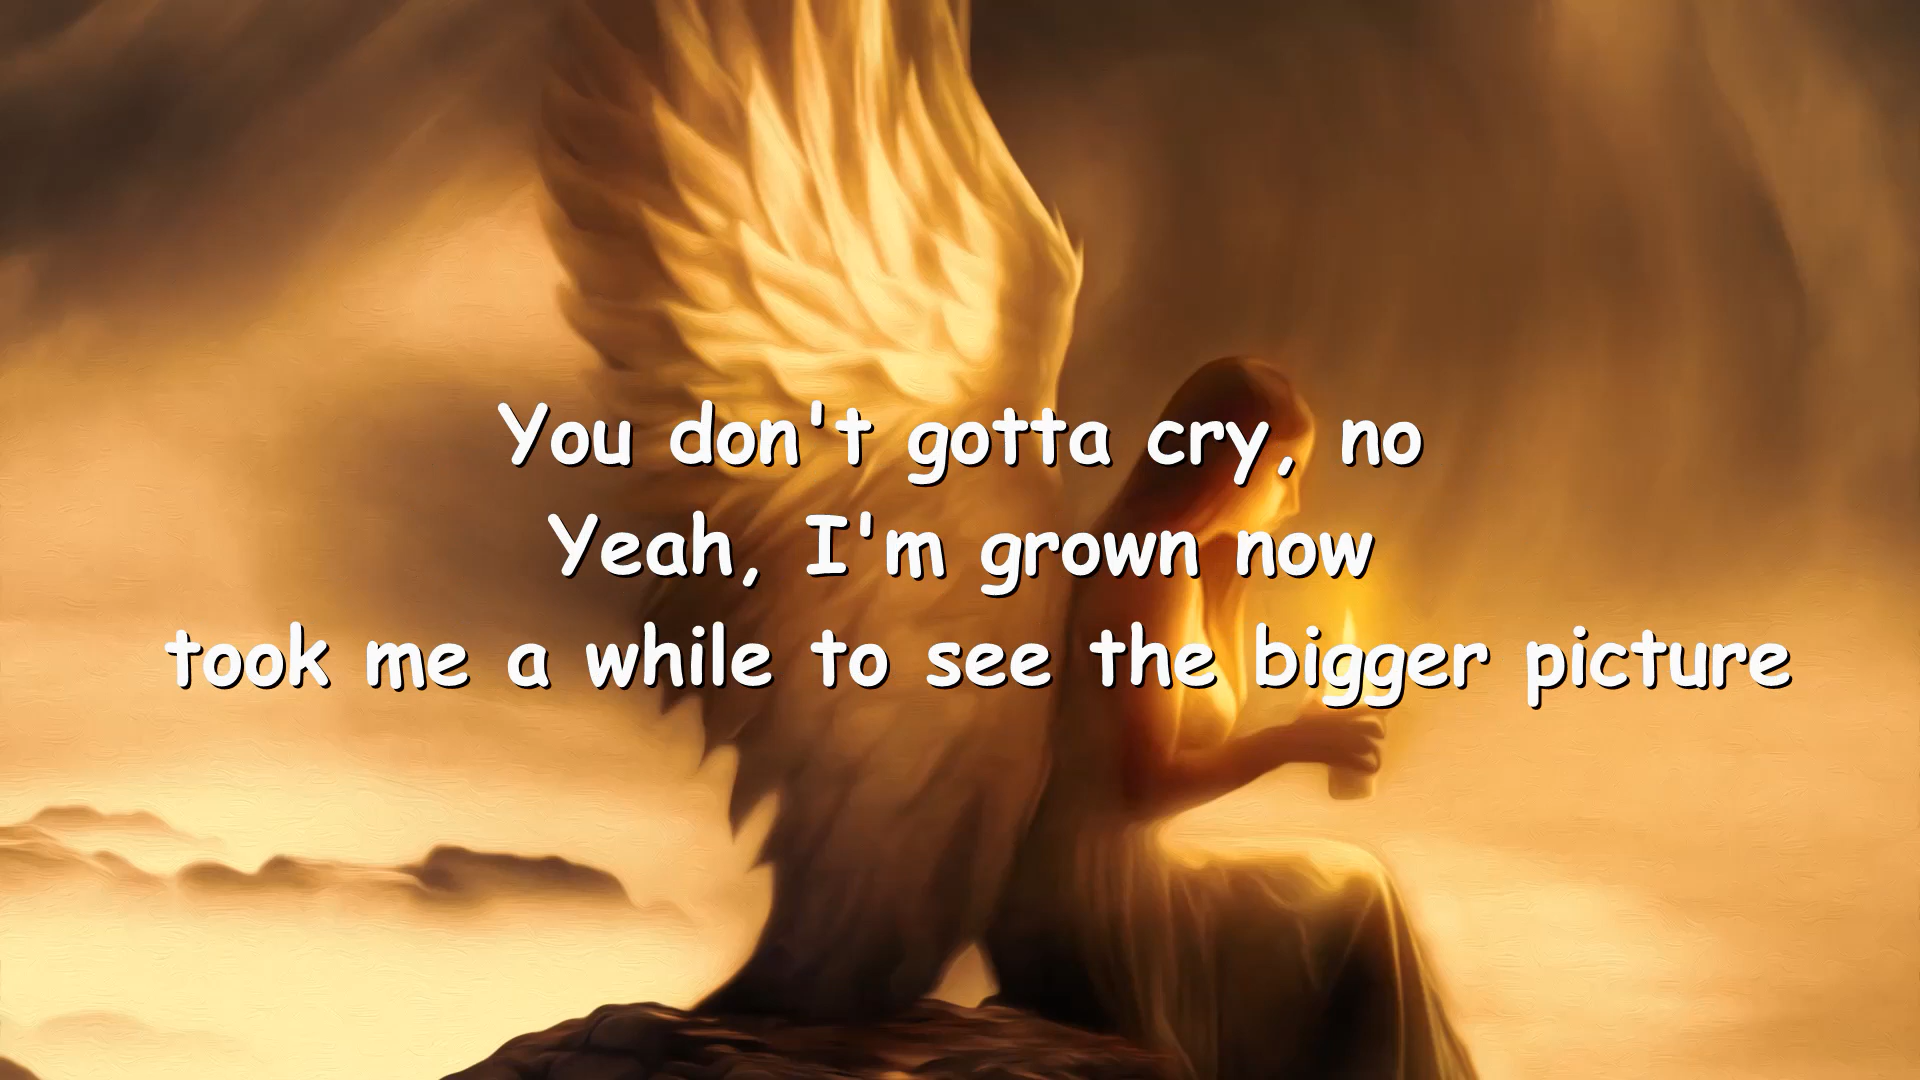 You don't gotta cry, no
Yeah, I'm grown now
took me a while to see the bigger picture